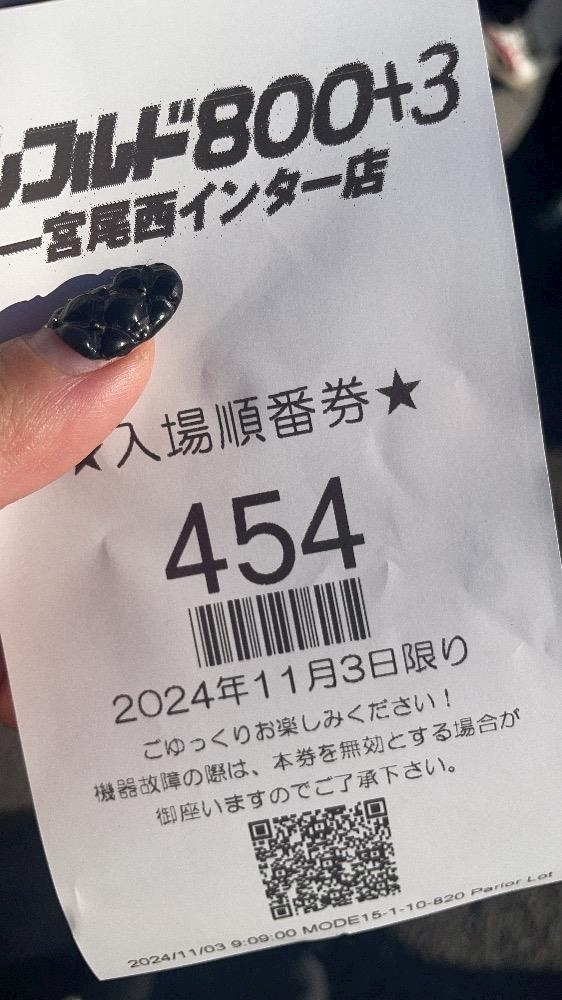 コルド800+3
一宮尾西インター店
★入場順番券★
454
2024年11月3日限り
ごゆっくりお楽しみください！
機器故障の際は、本券を無効とする場合が
御座いますのでご了承下さい。
2024/11/03 9:09:00 MODE15-1-10-820 Parlor Lot